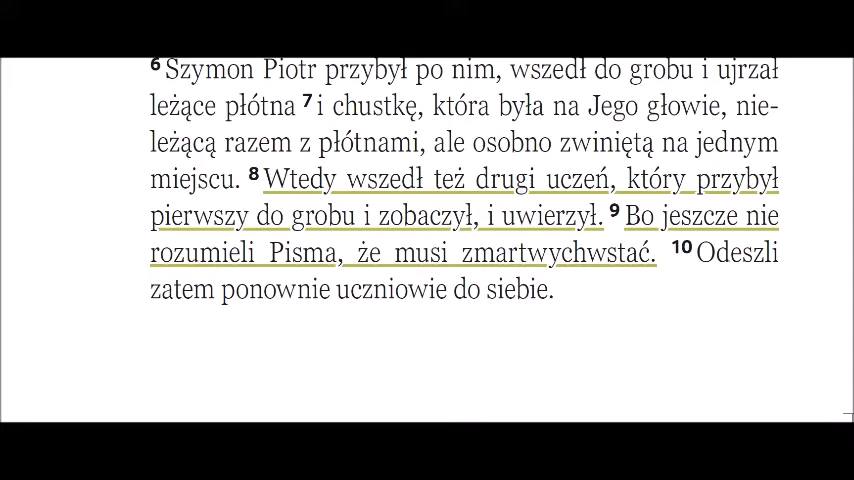 6 Szymon Piotr przybył po nim, wszedł do grobu i ujrzał
leżące płótna 7 i chustkę, która była na Jego głowie, nie-
leżącą razem z płótnami, ale osobno zwiniętą na jednym
miejscu. 8 Wtedy wszedł też drugi uczeń, który przybył
pierwszy do grobu i zobaczył, i uwierzył. 9 Bo jeszcze nie
rozumieli Pisma, że musi zmartwychwstać. 10 Odeszli
zatem ponownie uczniowie do siebie.